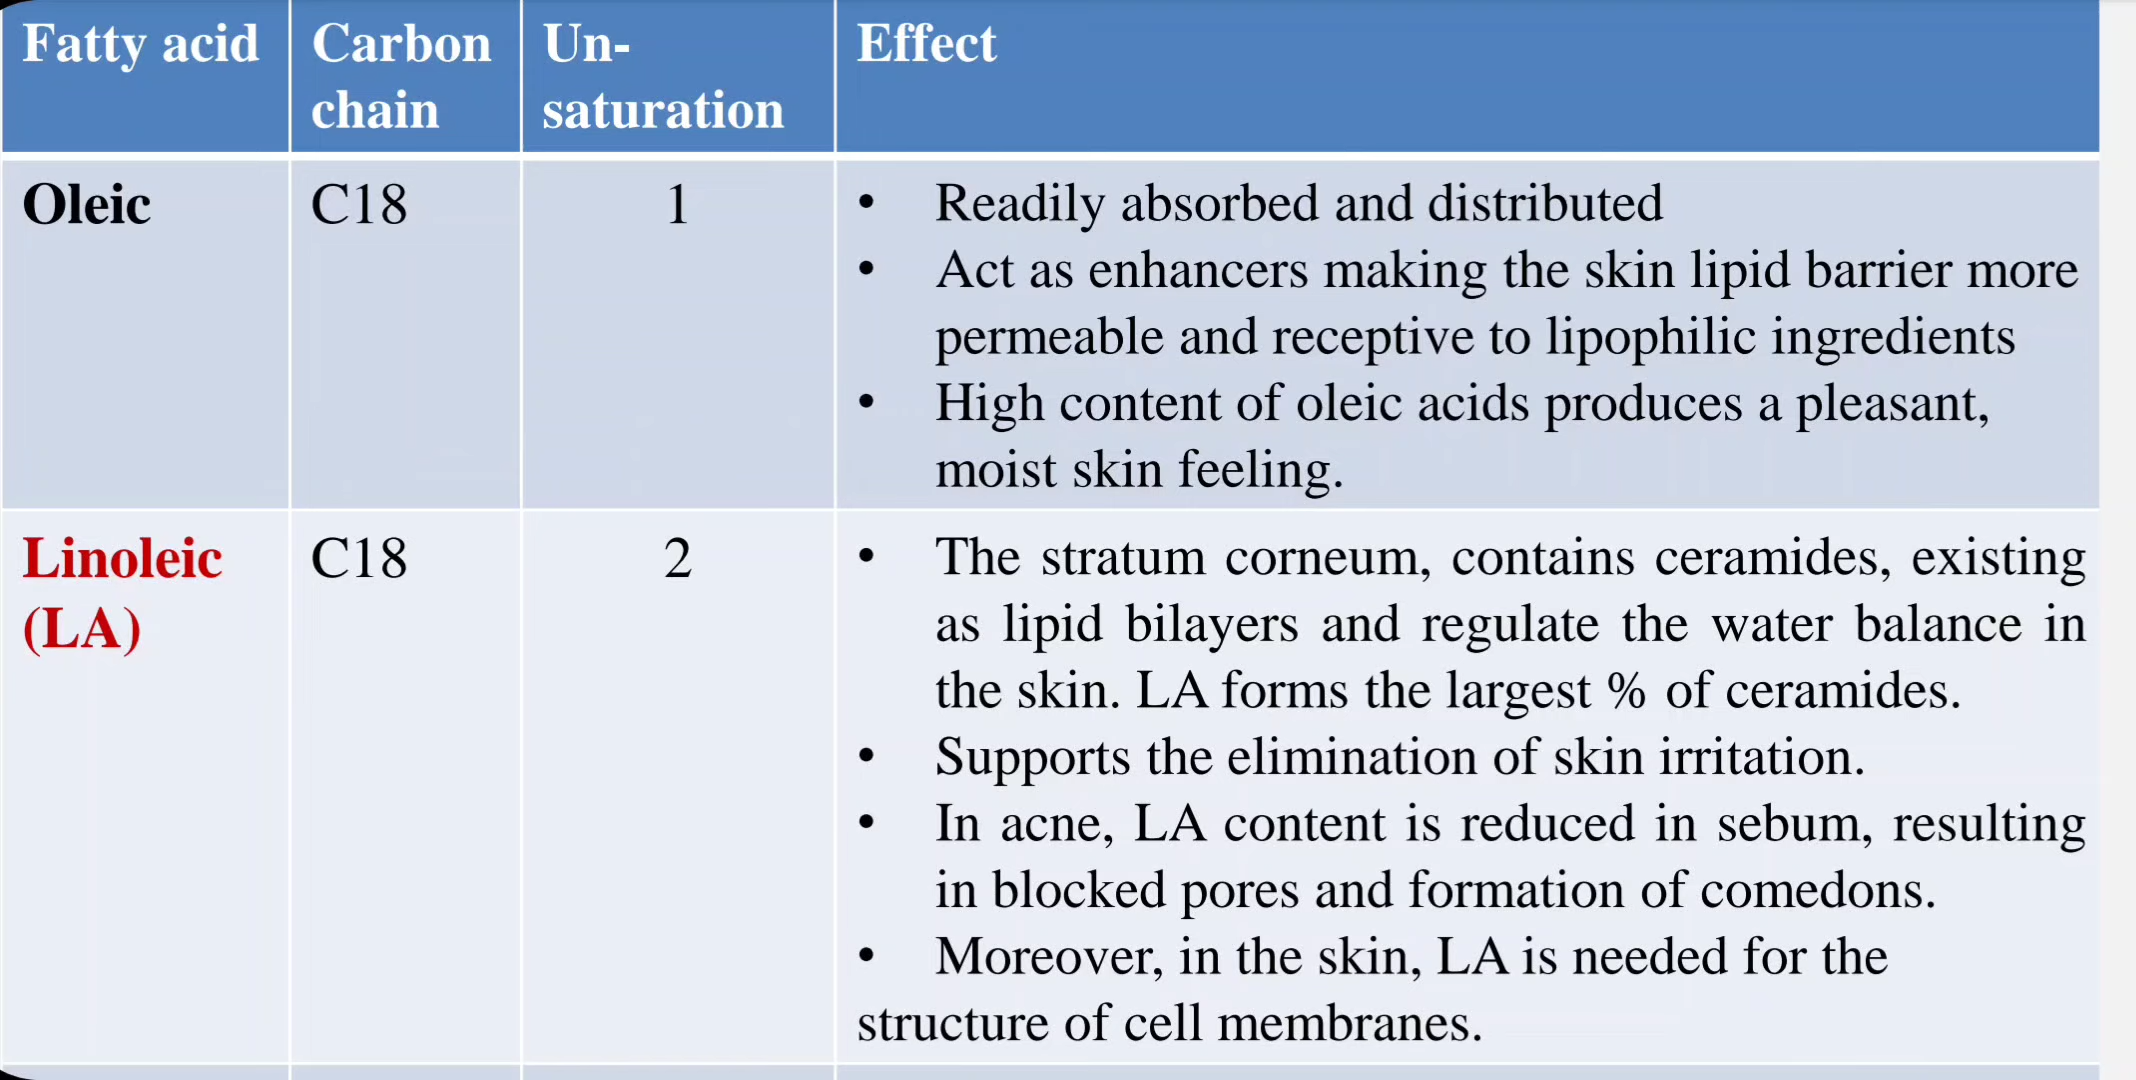 Fatty acid
Carbon
chain
Un-
saturation
Effect
Oleic
C18
1
• Readily absorbed and distributed
• Act as enhancers making the skin lipid barrier more
permeable and receptive to lipophilic ingredients
• High content of oleic acids produces a pleasant,
moist skin feeling.
Linoleic
(LA)
C18
2
• The stratum corneum, contains ceramides, existing
as lipid bilayers and regulate the water balance in
the skin. LA forms the largest % of ceramides.
• Supports the elimination of skin irritation.
• In acne, LA content is reduced in sebum, resulting
in blocked pores and formation of comedons.
• Moreover, in the skin, LA is needed for the
structure of cell membranes.